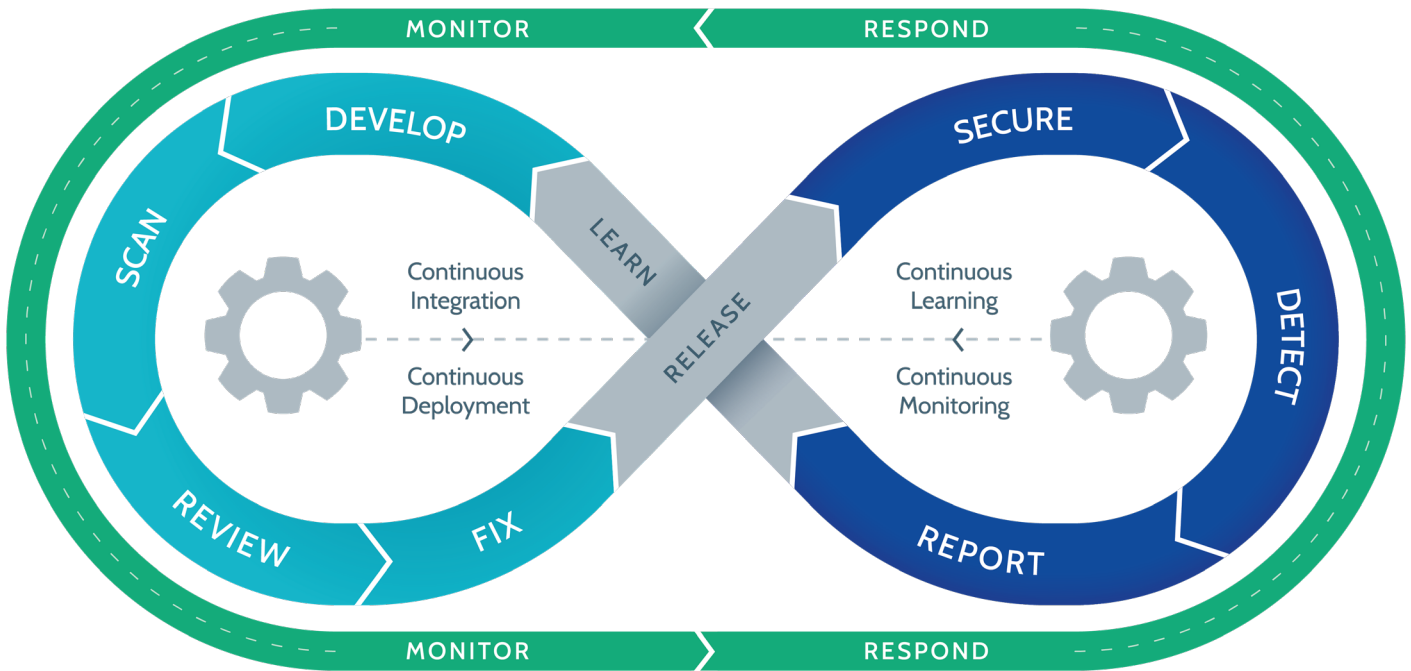 MONITOR
RESPOND
DEVELOP
SECURE
SCAN
LEARN
Continuous
Integration
Continuous
Learning
RELEASE
DETECT
Continuous
Deployment
Continuous
Monitoring
REVIEW
FIX
REPORT
MONITOR
RESPOND